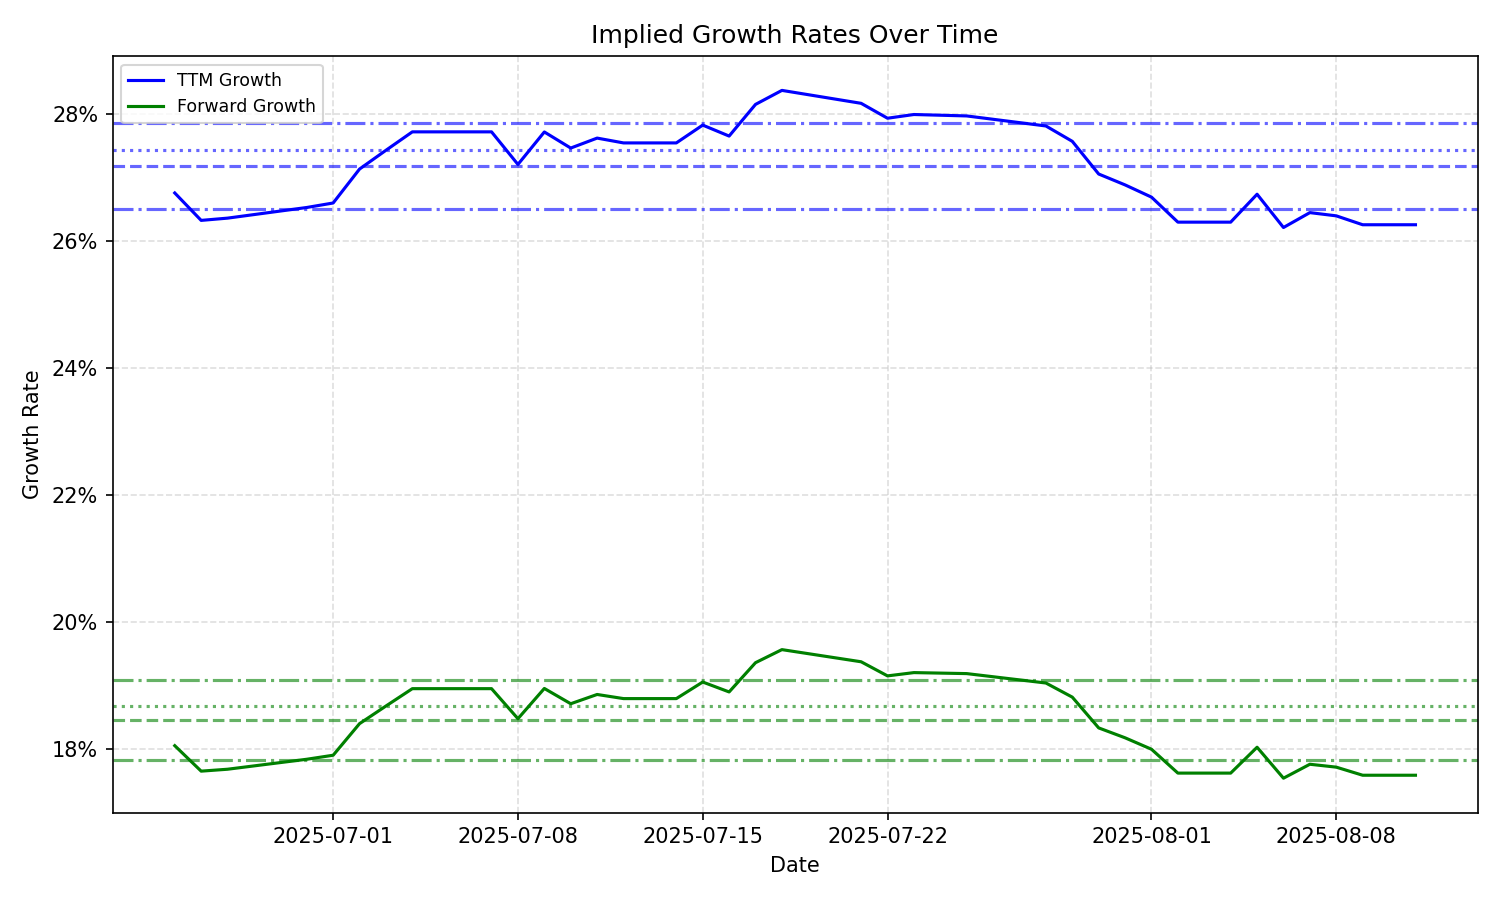 Implied Growth Rates Over Time
TTM Growth
Forward Growth
28%
26%
24%
22%
20%
18%
Growth Rate
2025-07-01
2025-07-08
2025-07-15
2025-07-22
2025-08-01
2025-08-08
Date